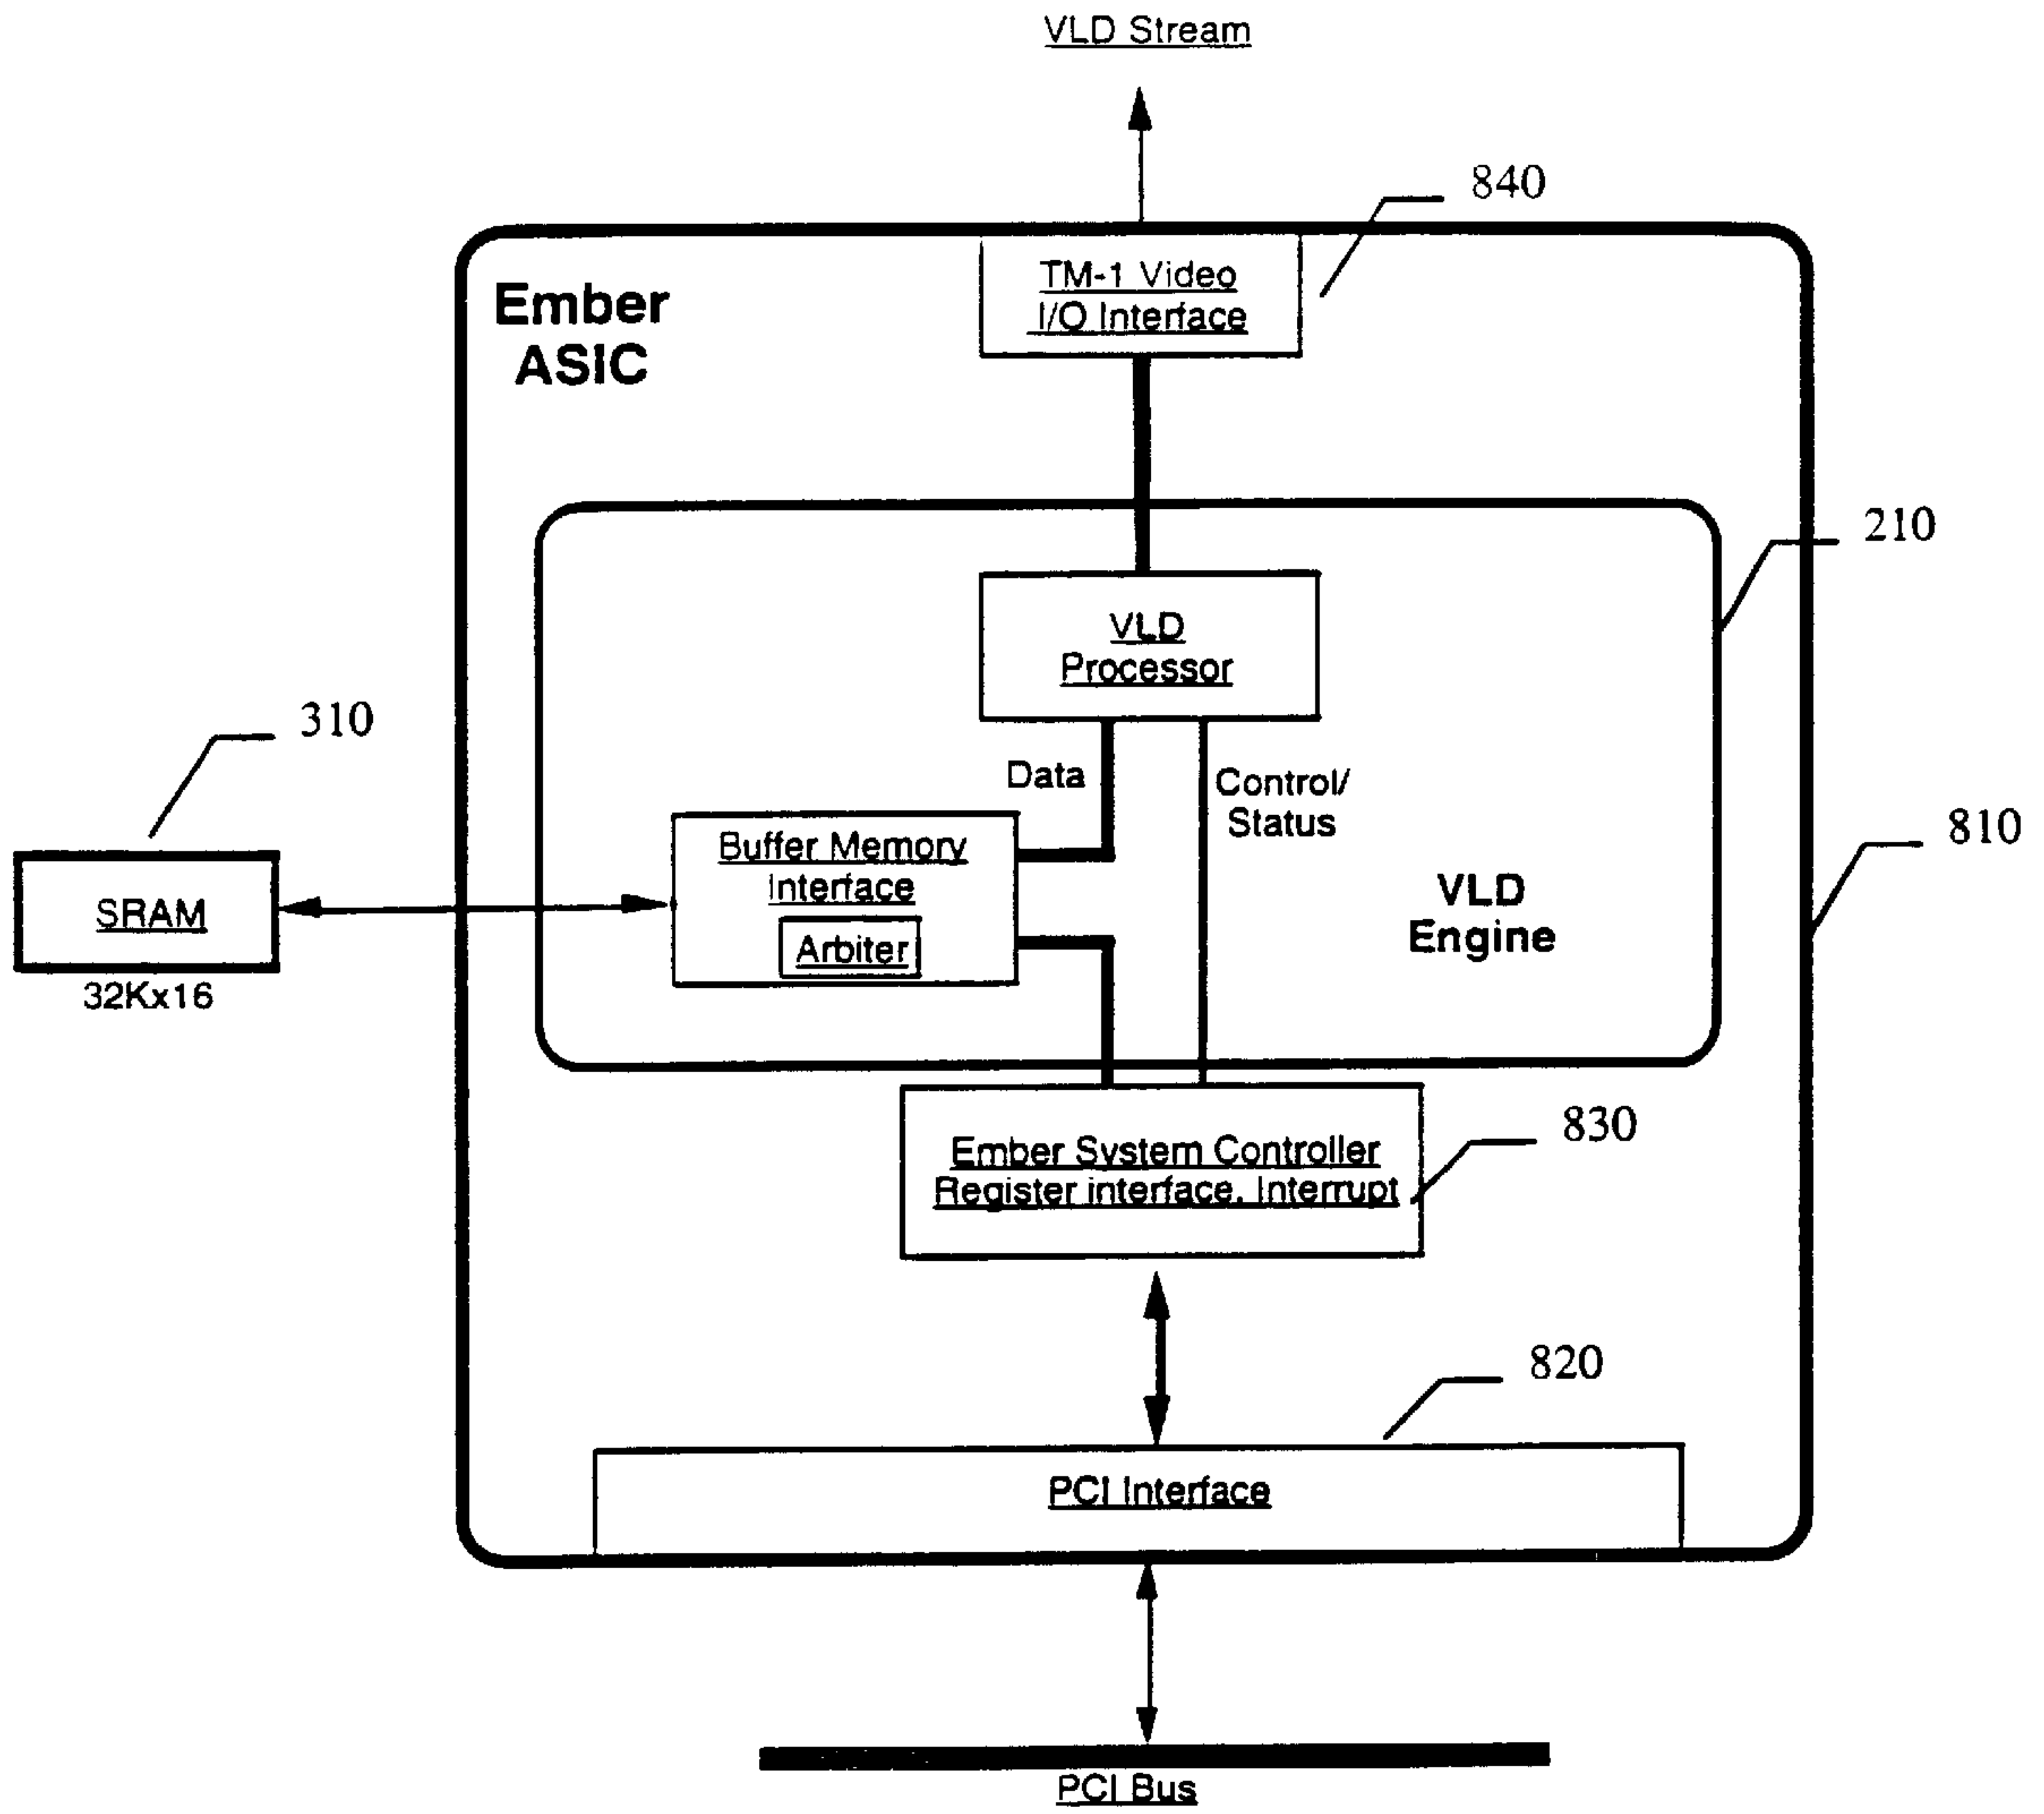 VLD Stream
840
TM-1 Video
I/O Interface
Ember
ASIC
210
VLD
Processor
310
Data
Control/
Status
810
Buffer Memory
Interface
Arbiter
VLD
Engine
SRAM
32Kx16
830
Ember System Controller
Register interface, Interrupt
820
PCI Interface
PCI Bus